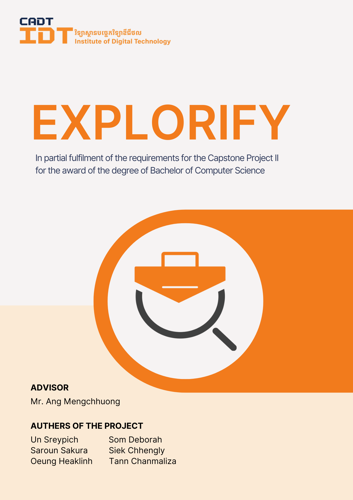 CADT
IDT
វិទ្យាស្ថានបច្ចេកវិទ្យាឌីជីថល
Institute of Digital Technology
EXPLORIFY
In partial fulfilment of the requirements for the Capstone Project II
for the award of the degree of Bachelor of Computer Science
ADVISOR
Mr. Ang Mengchhuong
AUTHERS OF THE PROJECT
Un Sreypich Som Deborah
Saroun Sakura Siek Chhengly
Oeung Heaklinh Tann Chanmaliza